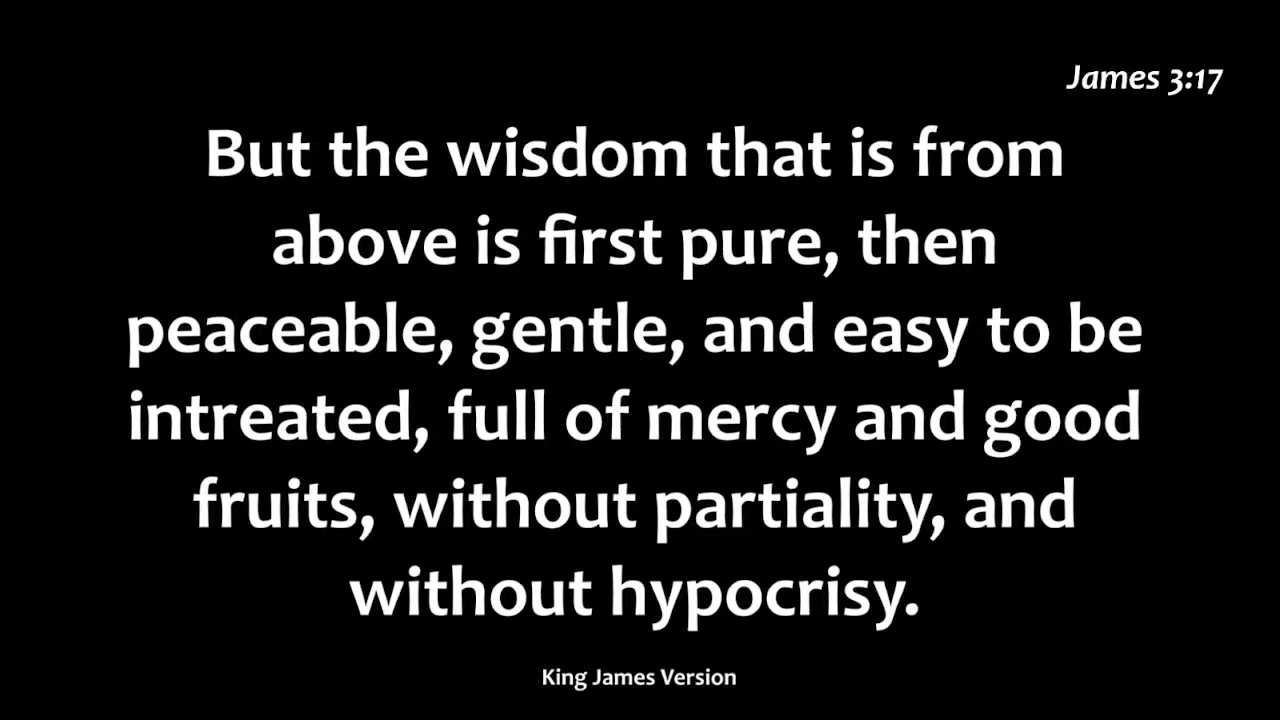 James 3:17
But the wisdom that is from
above is first pure, then
peaceable, gentle, and easy to be
intreated, full of mercy and good
fruits, without partiality, and
without hypocrisy.
King James Version